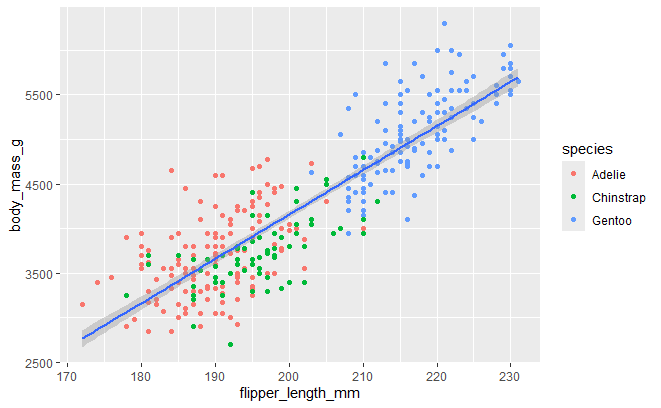 body_mass_g
5500
4500
3500
2500
170 180 190 200 210 220 230
flipper_length_mm
species
Adelie
Chinstrap
Gentoo